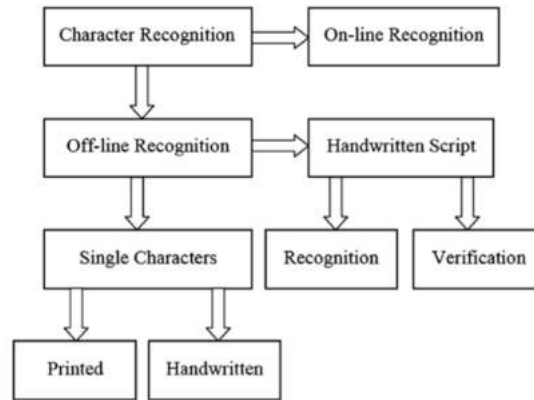 Character Recognition
On-line Recognition
Off-line Recognition
Handwritten Script
Single Characters
Recognition
Verification
Printed
Handwritten